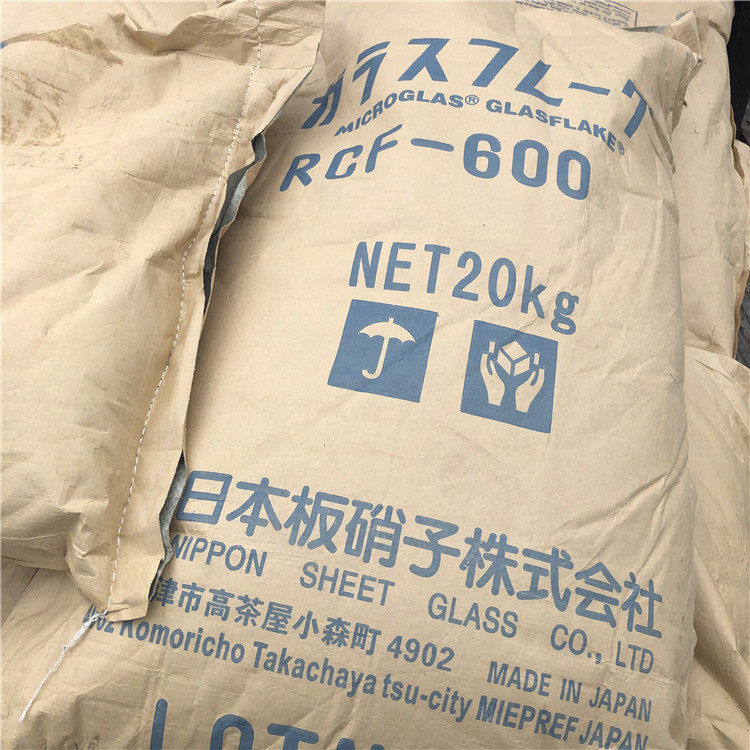 ガラスフレーク
MICROGLAS® GLASFLAKE®
RCF-600
NET20kg
日本板硝子株式会社
NIPPON SHEET GLASS CO., LTD
津市高茶屋小森町 4902
MADE IN JAPAN
4902 Komoricho Takachaya tsu-city MIEPREF JAPAN